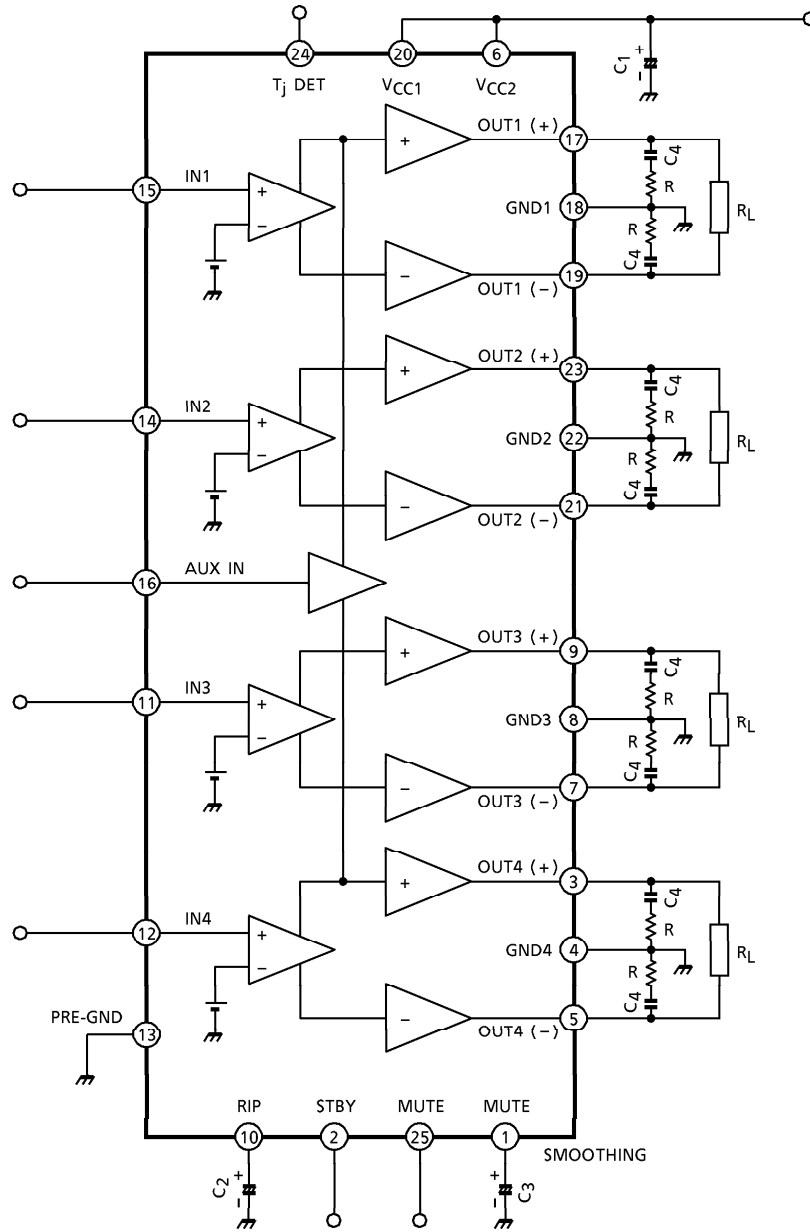 24 20 6
Tj DET VCC1 VCC2 C1 + -
OUT1 (+) 17
+ C4
15 IN1 + R
- GND1 18 RL
R
- C4
OUT1 (-) 19
OUT2 (+) 23
+ C4
14 IN2 + R
- GND2 22 RL
R
- C4
OUT2 (-) 21
16 AUX IN
OUT3 (+) 9
+ C4
11 IN3 + R
- GND3 8 RL
R
- C4
OUT3 (-) 7
OUT4 (+) 3
+ C4
12 IN4 + R
- GND4 4 RL
R
- C4
OUT4 (-) 5
PRE-GND
13
RIP STBY MUTE MUTE
10 2 25 1
SMOOTHING
C2 + - + - C3